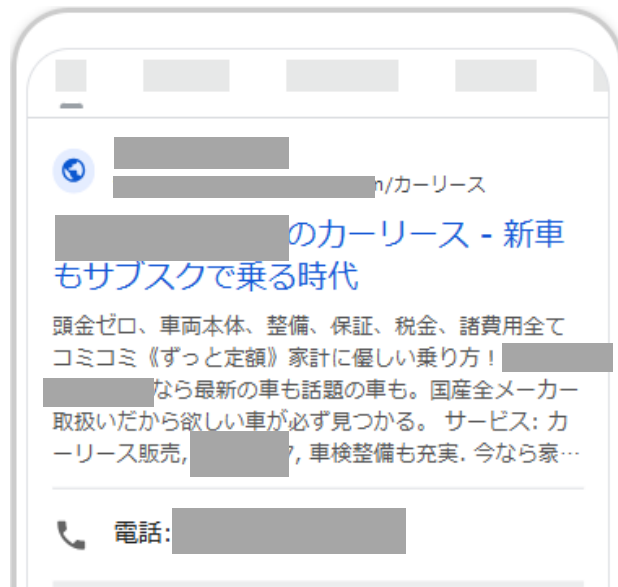 /カーリース
のカーリース - 新車
もサブスクで乗る時代
頭金ゼロ、車両本体、整備、保証、税金、諸費用全て
コミコミ《ずっと定額》家計に優しい乗り方！
なら最新の車も話題の車も。国産全メーカー
取扱いだから欲しい車が必ず見つかる。 サービス: カ
ーリース販売, , 車検整備も充実. 今なら豪…
電話: